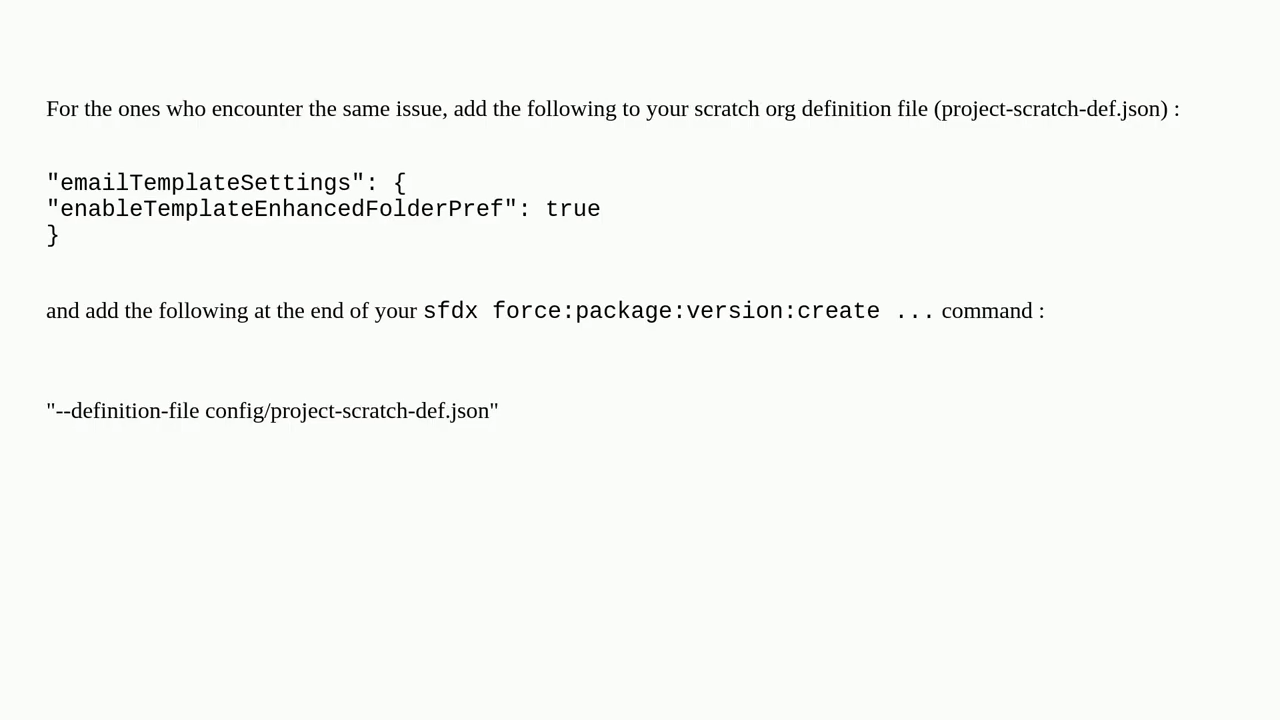 For the ones who encounter the same issue, add the following to your scratch org definition file (project-scratch-def.json) :
"emailTemplateSettings": {
"enableTemplateEnhancedFolderPref": true
}
and add the following at the end of your sfdx force:package:version:create ... command :
"--definition-file config/project-scratch-def.json"